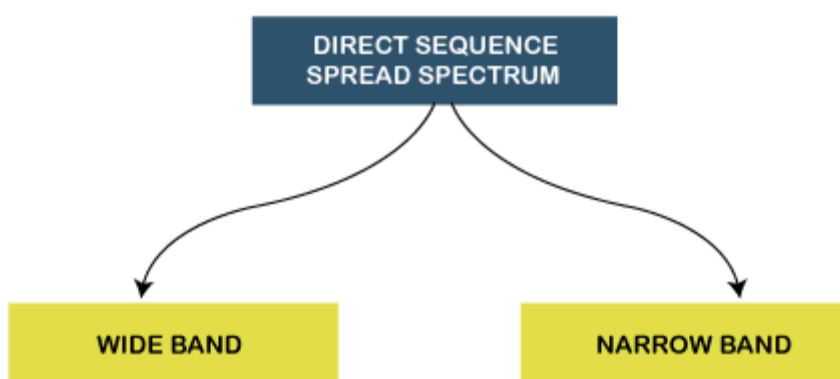 DIRECT SEQUENCE
SPREAD SPECTRUM
WIDE BAND
NARROW BAND